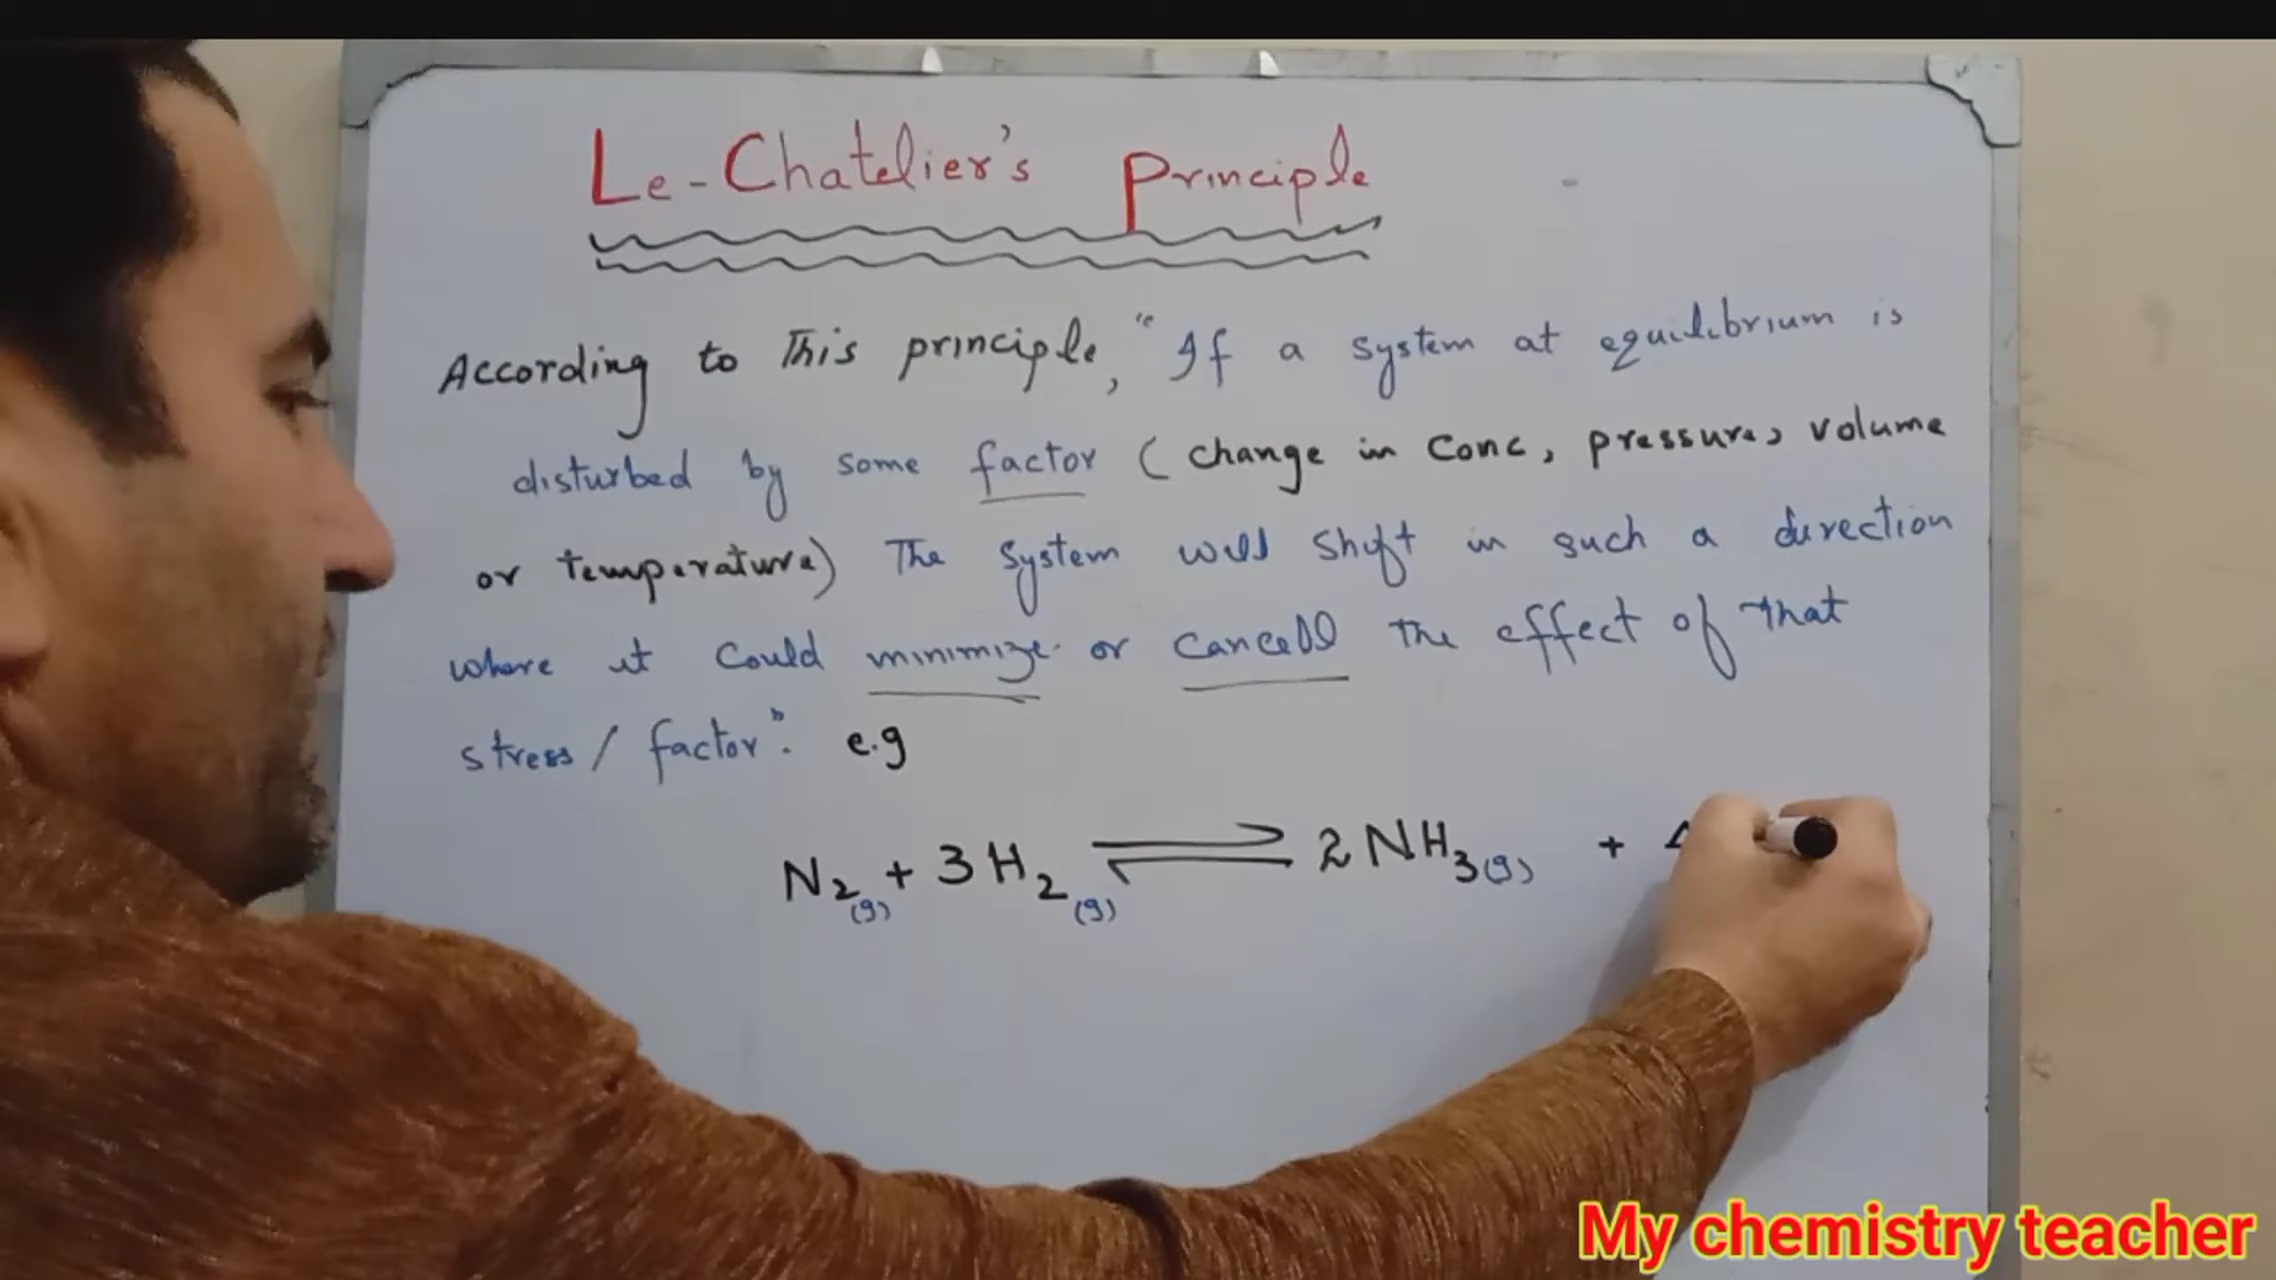 Le-Chatelier's Principle
According to This principle, "If a system at equilibrium is
disturbed by some factor ( change in Conc, pressure, volume
or temperature) The system will shift in such a direction
where it could minimize or cancell the effect of that
stress / factor". e.g
N₂(g) + 3H₂(g) ⇌ 2NH₃(g) +
My chemistry teacher